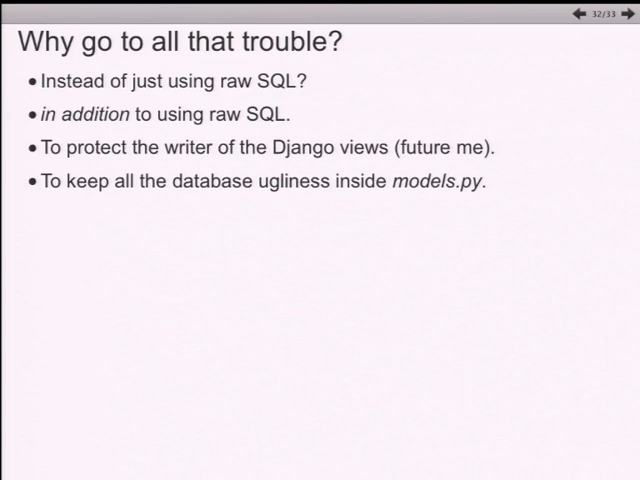 32/33
Why go to all that trouble?
• Instead of just using raw SQL?
• in addition to using raw SQL.
• To protect the writer of the Django views (future me).
• To keep all the database ugliness inside models.py.